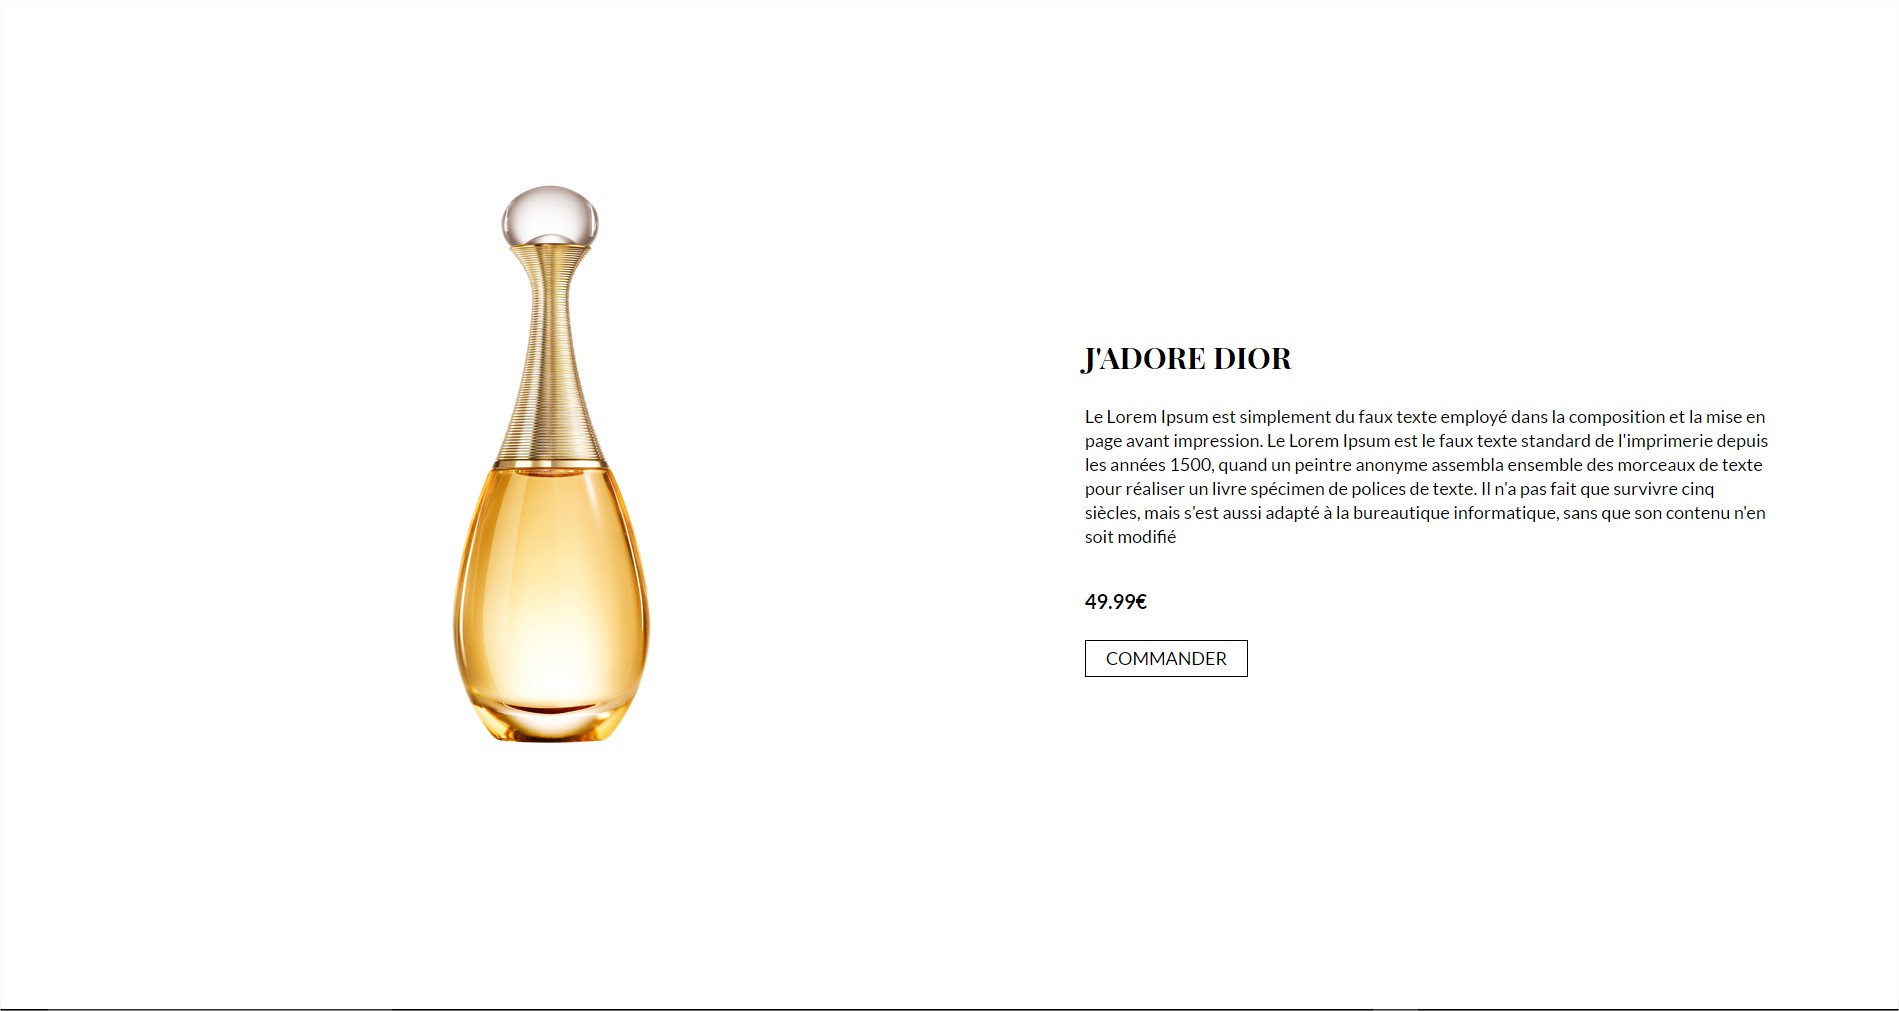 J'ADORE DIOR
Le Lorem Ipsum est simplement du faux texte employé dans la composition et la mise en
page avant impression. Le Lorem Ipsum est le faux texte standard de l'imprimerie depuis
les années 1500, quand un peintre anonyme assembla ensemble des morceaux de texte
pour réaliser un livre spécimen de polices de texte. Il n'a pas fait que survivre cinq
siècles, mais s'est aussi adapté à la bureautique informatique, sans que son contenu n'en
soit modifié
49.99€
COMMANDER